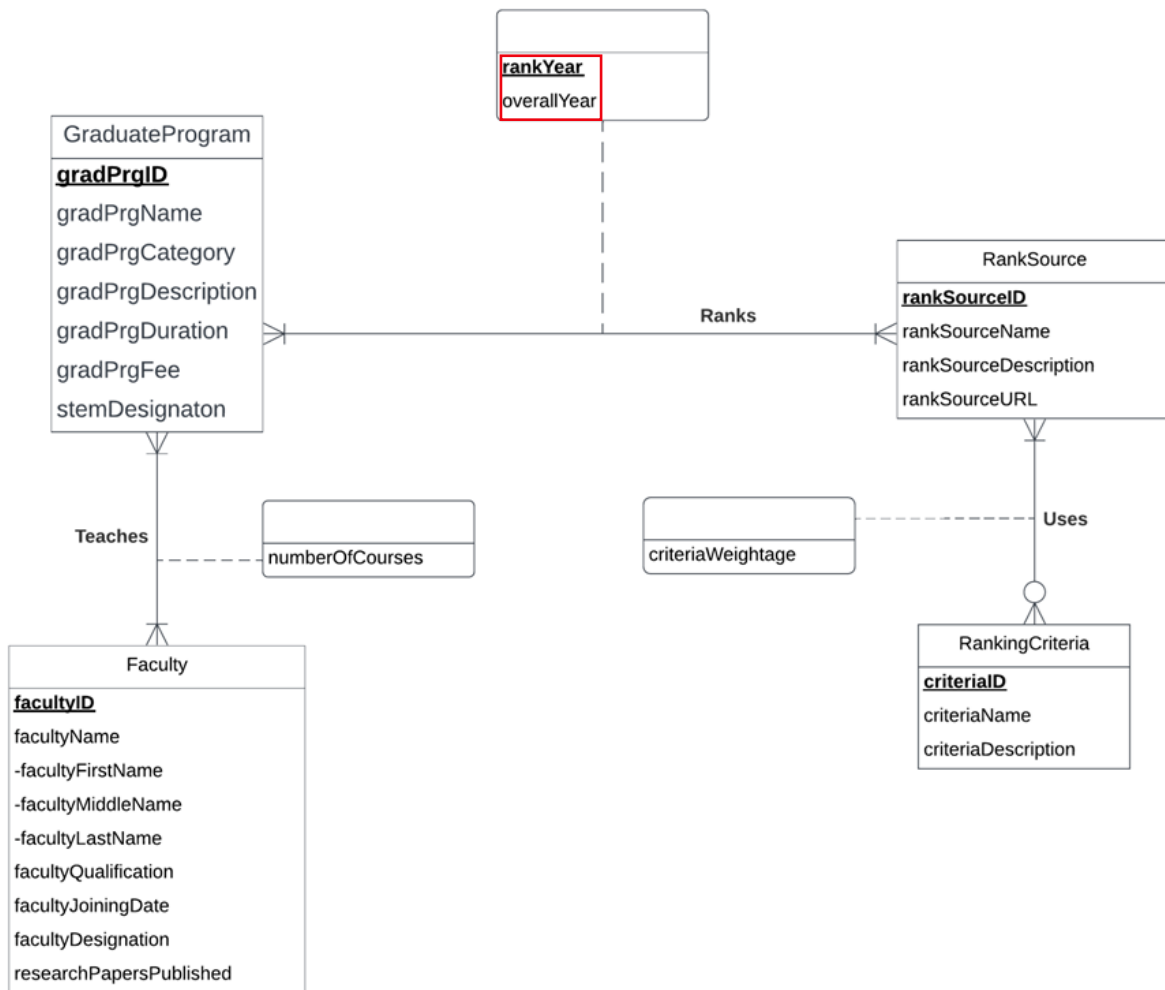 rankYear
overallYear
GraduateProgram
gradPrgID
gradPrgName
gradPrgCategory
gradPrgDescription
gradPrgDuration
gradPrgFee
stemDesignaton
Ranks
RankSource
rankSourceID
rankSourceName
rankSourceDescription
rankSourceURL
Teaches
numberOfCourses
criteriaWeightage
Uses
Faculty
facultyID
facultyName
-facultyFirstName
-facultyMiddleName
-facultyLastName
facultyQualification
facultyJoiningDate
facultyDesignation
researchPapersPublished
RankingCriteria
criteriaID
criteriaName
criteriaDescription